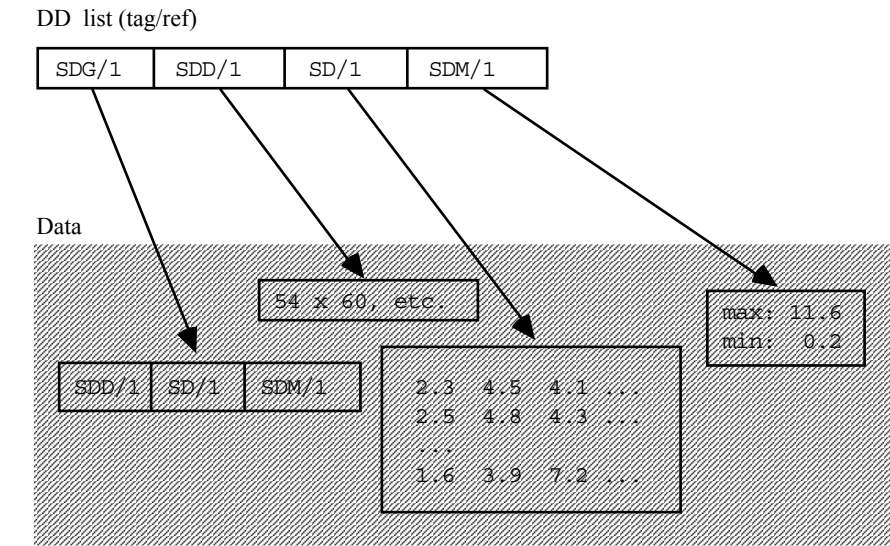 DD list (tag/ref)
SDG/1 SDD/1 SD/1 SDM/1
Data
54 x 60, etc.
max: 11.6
min: 0.2
SDD/1 SD/1 SDM/1
2.3 4.5 4.1 ...
2.5 4.8 4.3 ...
...
1.6 3.9 7.2 ...